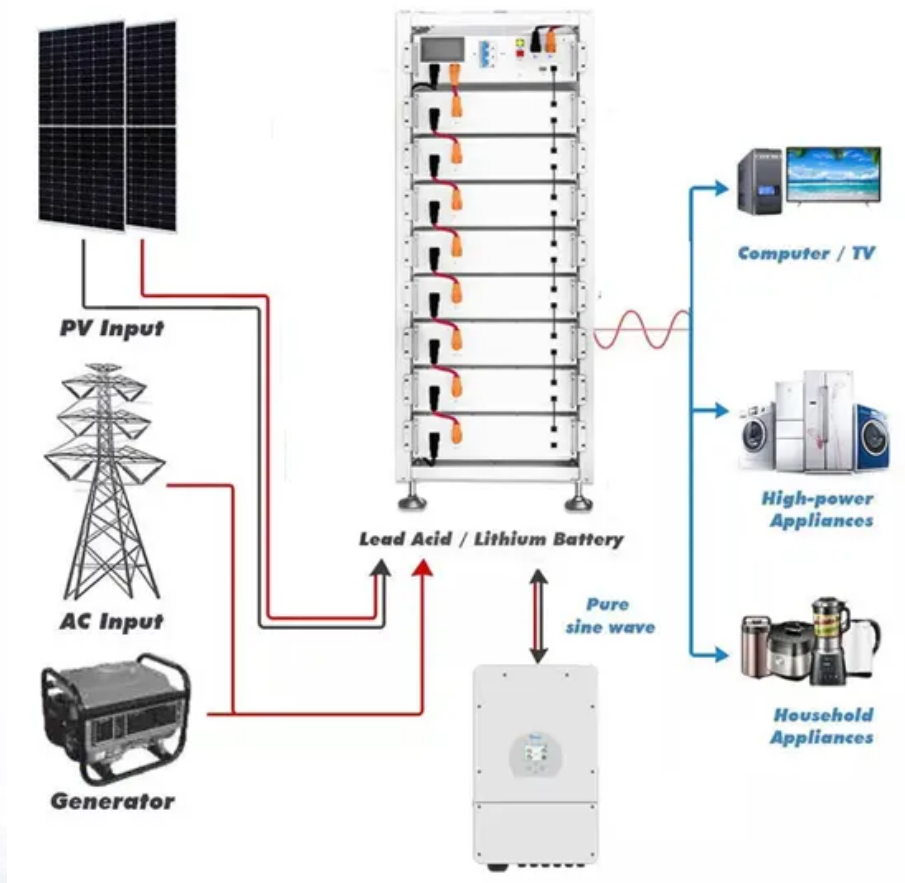 PV Input
AC Input
Generator
Lead Acid / Lithium Battery
Pure
sine wave
Computer / TV
High-power
Appliances
Household
Appliances